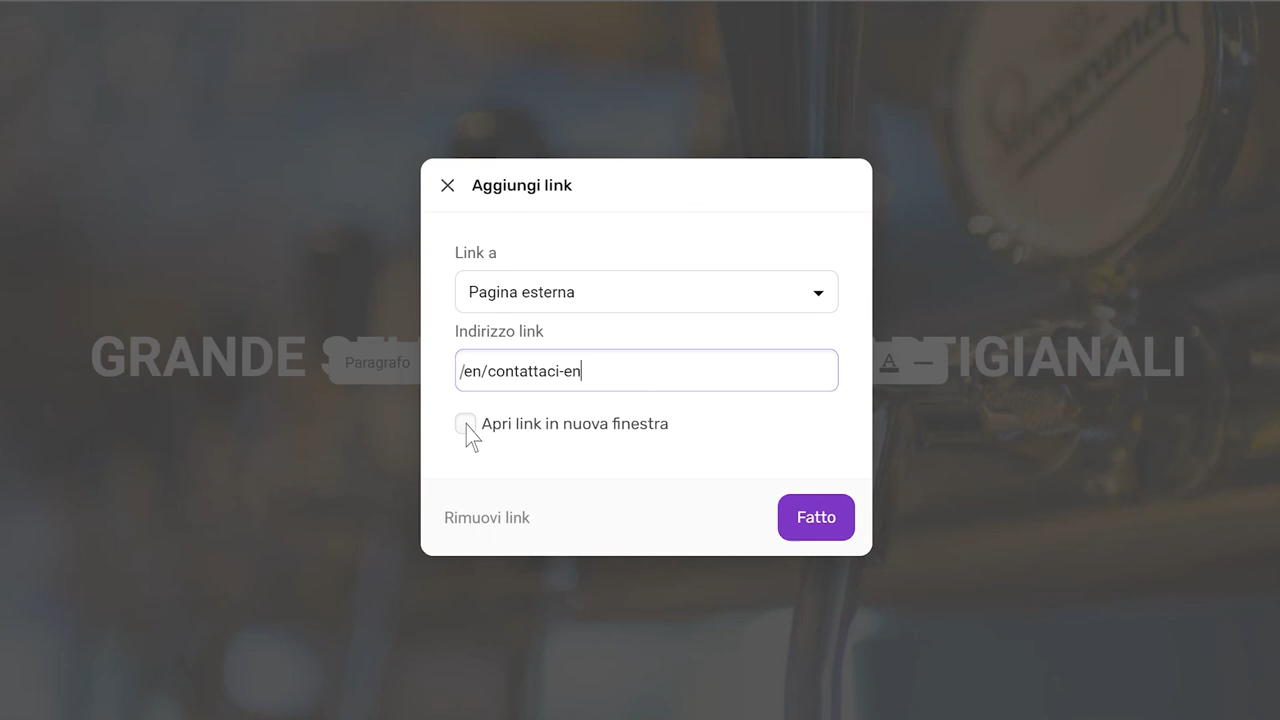 Aggiungi link
Link a
Pagina esterna
Indirizzo link
GRANDE
Paragrafo
A
TIGIANALI
/en/contattaci-en
Apri link in nuova finestra
Rimuovi link
Fatto